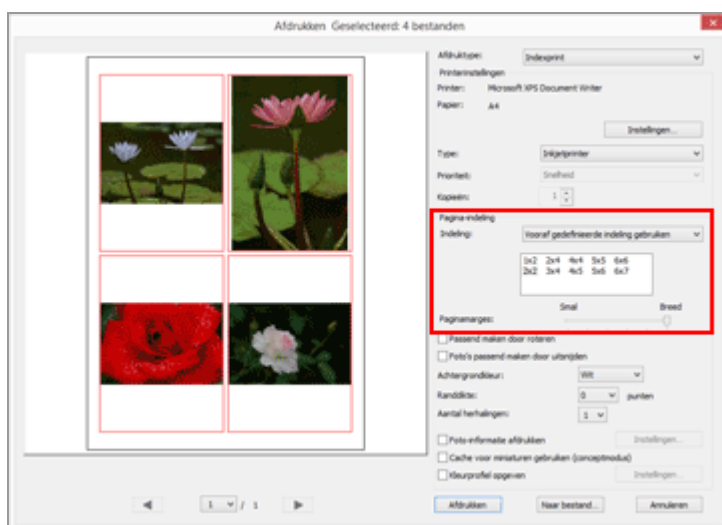 Afdrukken Geselecteerd: 4 bestanden
Afdruktype: Indexprint
Printerinstellingen
Printer: Microsoft XPS Document Writer
Papier: A4
Instellingen...
Type: Inkjetprinter
Prioriteit: Snelheid
Kopieën: 1
Pagina-indeling
Indeling: Vooraf gedefinieerde indeling gebruiken
1x2 2x4 4x4 5x5 6x6
2x2 3x4 4x5 5x6 6x7
Smal Breed
Paginamarges:
Passend maken door roteren
Foto's passend maken door uitsnijden
Achtergrondkleur: Wit
Randdikte: 0 punten
Aantal herhalingen: 1
Foto-informatie afdrukken Instellingen...
Cache voor miniaturen gebruiken (conceptmodus)
Kleurprofiel opgeven Instellingen...
1 / 1 Afdrukken Naar bestand... Annuleren